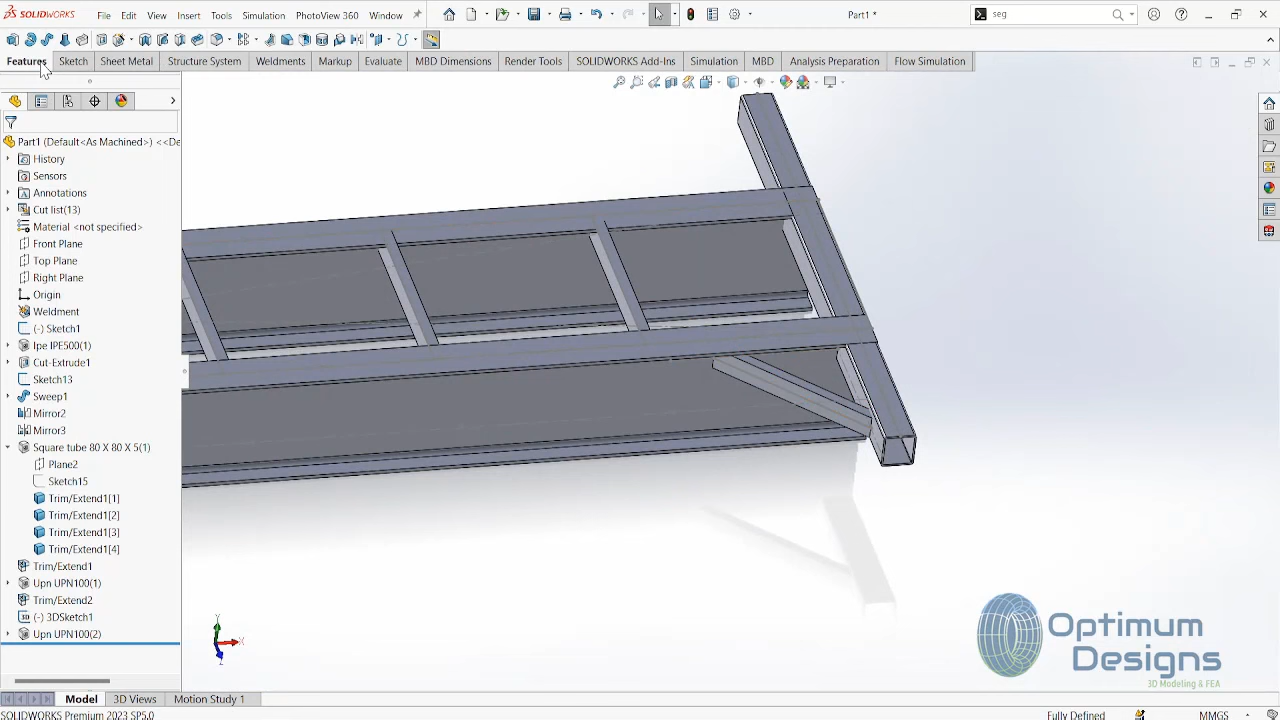 SOLIDWORKS File Edit View Insert Tools Simulation PhotoView 360 Window Part1 * seg
Features Sketch Sheet Metal Structure System Weldments Markup Evaluate MBD Dimensions Render Tools SOLIDWORKS Add-Ins Simulation MBD Analysis Preparation Flow Simulation
Part1 (Default<As Machined>) <<De
History
Sensors
Annotations
Cut list(13)
Material <not specified>
Front Plane
Top Plane
Right Plane
Origin
Weldment
(-) Sketch1
Ipe IPE500(1)
Cut-Extrude1
Sketch13
Sweep1
Mirror2
Mirror3
Square tube 80 X 80 X 5(1)
Plane2
Sketch15
Trim/Extend1[1]
Trim/Extend1[2]
Trim/Extend1[3]
Trim/Extend1[4]
Trim/Extend1
Upn UPN100(1)
Trim/Extend2
(-) 3DSketch1
Upn UPN100(2)
Y
X
Z
Optimum
Designs
3D Modeling & FEA
Model 3D Views Motion Study 1
SOLIDWORKS Premium 2023 SP5.0 Fully Defined MMGS